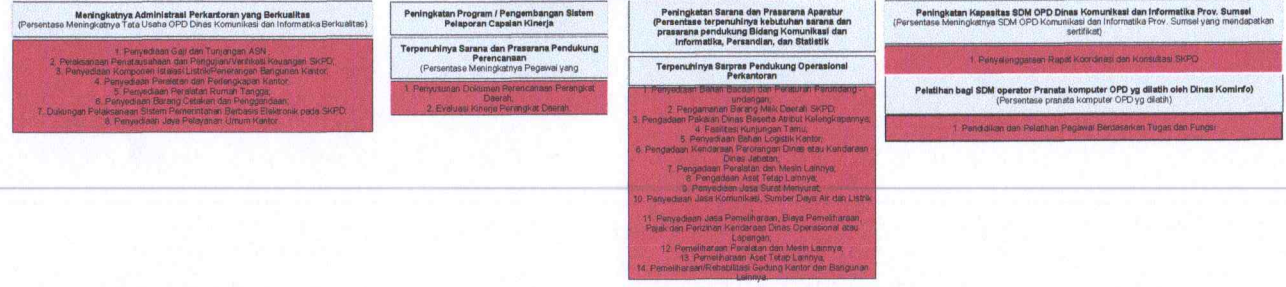 Meningkatnya Administrasi Perkantoran yang Berkualitas
(Persentase Meningkatnya Tata Usaha OPD Dinas Komunikasi dan Informatika Berkualitas)
1. Penyediaan Gaji dan Tunjangan ASN
2. Pelaksanaan Penatausahaan dan Pengujian/Verifikasi Keuangan SKPD;
3. Penyediaan Komponen Istalasi Listrik/Penerangan Bangunan Kantor;
4. Penyediaan Peralatan dan Perlengkapan Kantor;
5. Penyediaan Peralatan Rumah Tangga;
6. Penyediaan Barang Cetakan dan Penggandaan;
7. Dukungan Pelaksanaan Sistem Pemerintahan Berbasis Elektronik pada SKPD
8. Penyediaan Jaya Pelayanan Umum Kantor
Peningkatan Program / Pengembangan Sistem
Pelaporan Capaian Kinerja
Terpenuhinya Sarana dan Prasarana Pendukung
Perencanaan
(Persentase Meningkatnya Pegawai yang
1. Penyusunan Dokumen Perencanaan Perangkat
Daerah;
2. Evaluasi Kinerja Perangkat Daerah;
Peningkatan Sarana dan Prasarana Aparatur
(Persentase terpenuhinya kebutuhan sarana dan
prasarana pendukung Bidang Komunikasi dan
Informatika, Persandian, dan Statistik
Terpenuhinya Sarpras Pendukung Operasional
Perkantoran
1. Penyediaan Bahan Bacaan dan Peraturan Perundang -
undangan;
2. Pengamanan Barang Milik Daerah SKPD;
3. Pengadaan Pakaian Dinas Beserta Atribut Kelengkapannya;
4. Fasilitasi Kunjungan Tamu;
5. Penyediaan Bahan Logistik Kantor;
6. Pengadaan Kendaraan Perorangan Dinas atau Kendaraan
Dinas Jabatan;
7. Pengadaan Peralatan dan Mesin Lainnya;
8. Pengadaan Aset Tetap Lainnya;
9. Penyediaan Jasa Surat Menyurat;
10. Penyediaan Jasa Komunikasi, Sumber Daya Air dan Listrik
11. Penyediaan Jasa Pemeliharaan, Biaya Pemeliharaan,
Pajak dan Perizinan Kendaraan Dinas Operasional atau
Lapangan;
12. Pemeliharaan Peralatan dan Mesin Lainnya;
13. Pemeliharaan Aset Tetap Lainnya;
14. Pemeliharaan/Rehabilitasi Gedung Kantor dan Bangunan
Lainnya.
Peningkatan Kapasitas SDM OPD Dinas Komunikasi dan Informatika Prov. Sumsel
(Persentase Meningkatnya SDM OPD Komunikasi dan Informatika Prov. Sumsel yang mendapatkan
sertifikat)
1. Penyelenggaraan Rapat Koordinasi dan Konsultasi SKPD
Pelatihan bagi SDM operator Pranata komputer OPD yg dilatih oleh Dinas Kominfo)
(Persentase pranata komputer OPD yg dilatih)
1. Pendidikan dan Pelatihan Pegawai Berdasarkan Tugas dan Fungsi